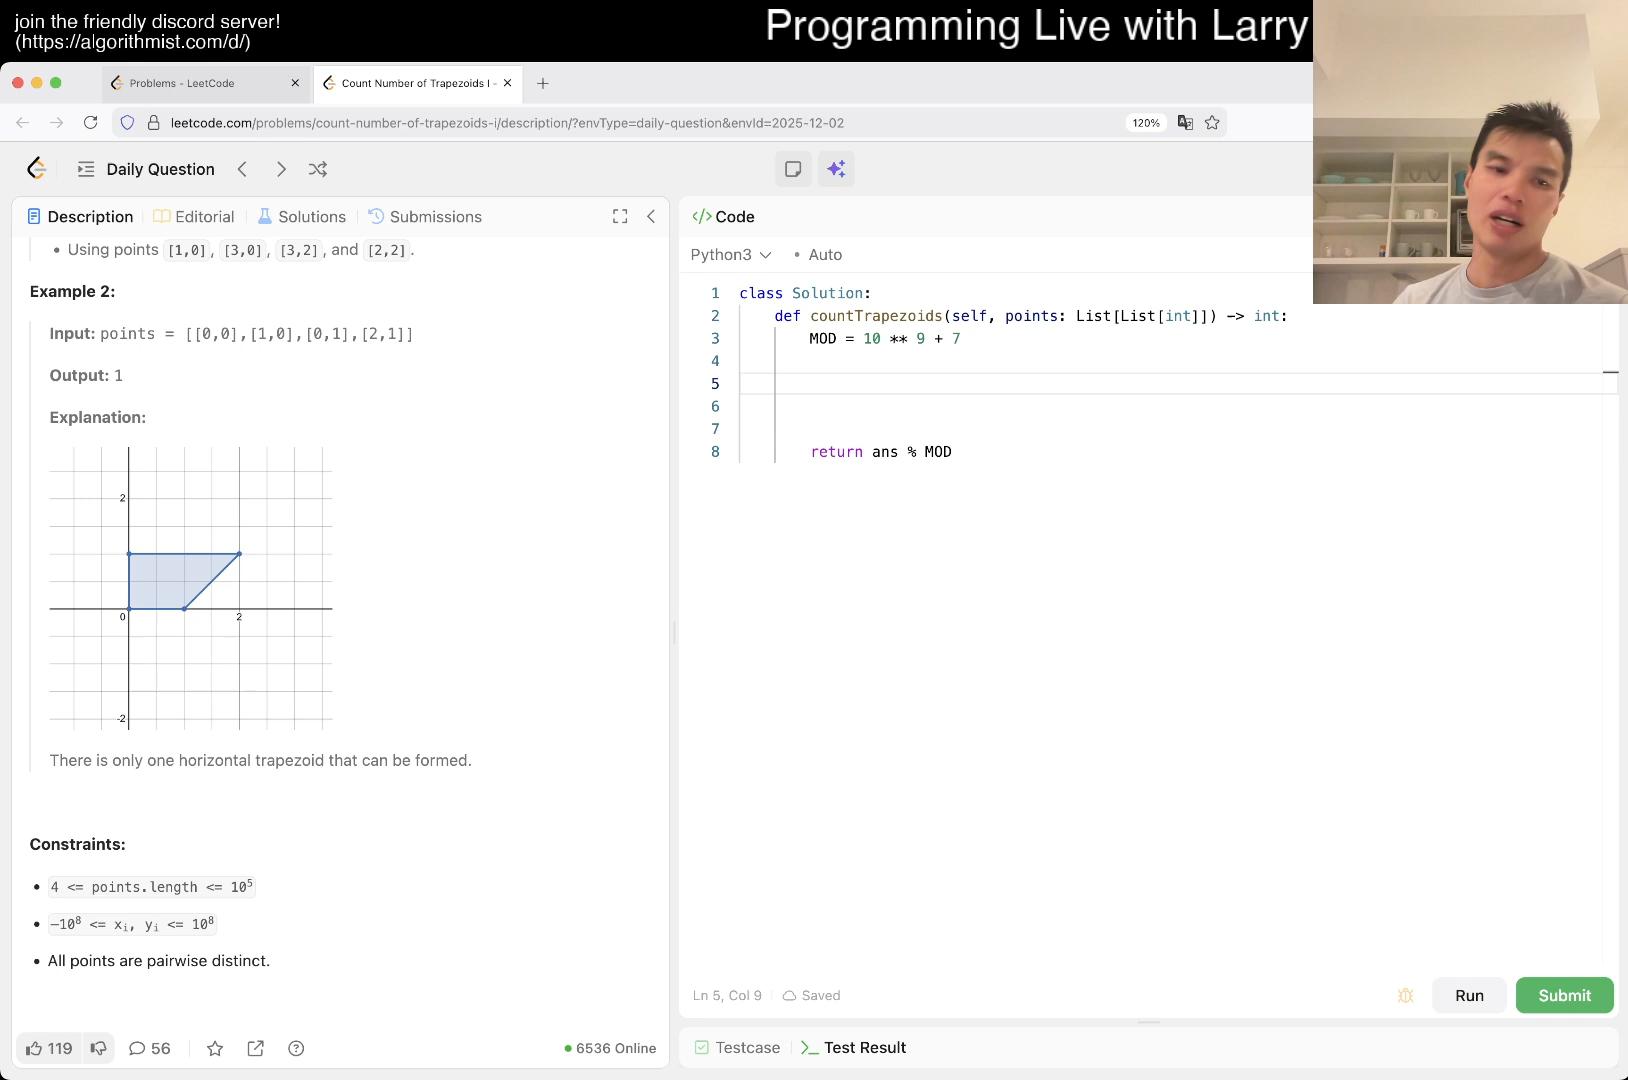 join the friendly discord server!
(https://algorithmist.com/d/)
Programming Live with Larry
Problems - LeetCode
Count Number of Trapezoids I -
leetcode.com/problems/count-number-of-trapezoids-i/description/?envType=daily-question&envId=2025-12-02
120%
Daily Question
Description
Editorial
Solutions
Submissions
Using points [1,0], [3,0], [3,2], and [2,2].
Example 2:
Input: points = [[0,0],[1,0],[0,1],[2,1]]
Output: 1
Explanation:
2
0
2
-2
There is only one horizontal trapezoid that can be formed.
Constraints:
4 <= points.length <= 10⁵
–10⁸ <= xᵢ, yᵢ <= 10⁸
All points are pairwise distinct.
119
56
6536 Online
</> Code
Python3
Auto
1 class Solution:
2 def countTrapezoids(self, points: List[List[int]]) -> int:
3 MOD = 10 ** 9 + 7
4
5
6
7
8 return ans % MOD
Ln 5, Col 9
Saved
Run
Submit
Testcase
Test Result